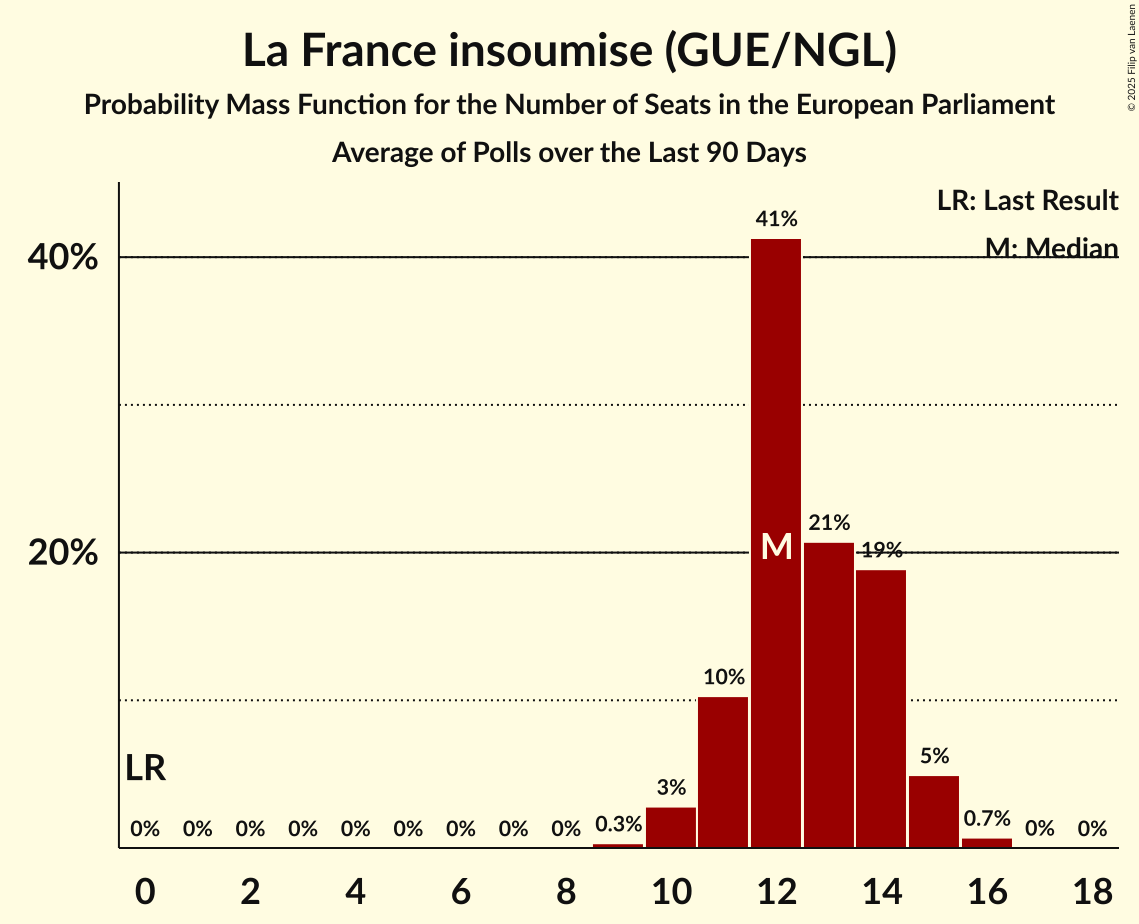 La France insoumise (GUE/NGL)
Probability Mass Function for the Number of Seats in the European Parliament
Average of Polls over the Last 90 Days
© 2025 Filip van Laenen
LR: Last Result
M: Median
40%
20%
41%
21%
19%
10%
5%
3%
0.3%
0.7%
M
LR
0% 0% 0% 0% 0% 0% 0% 0% 0% 0% 0%
0 2 4 6 8 10 12 14 16 18